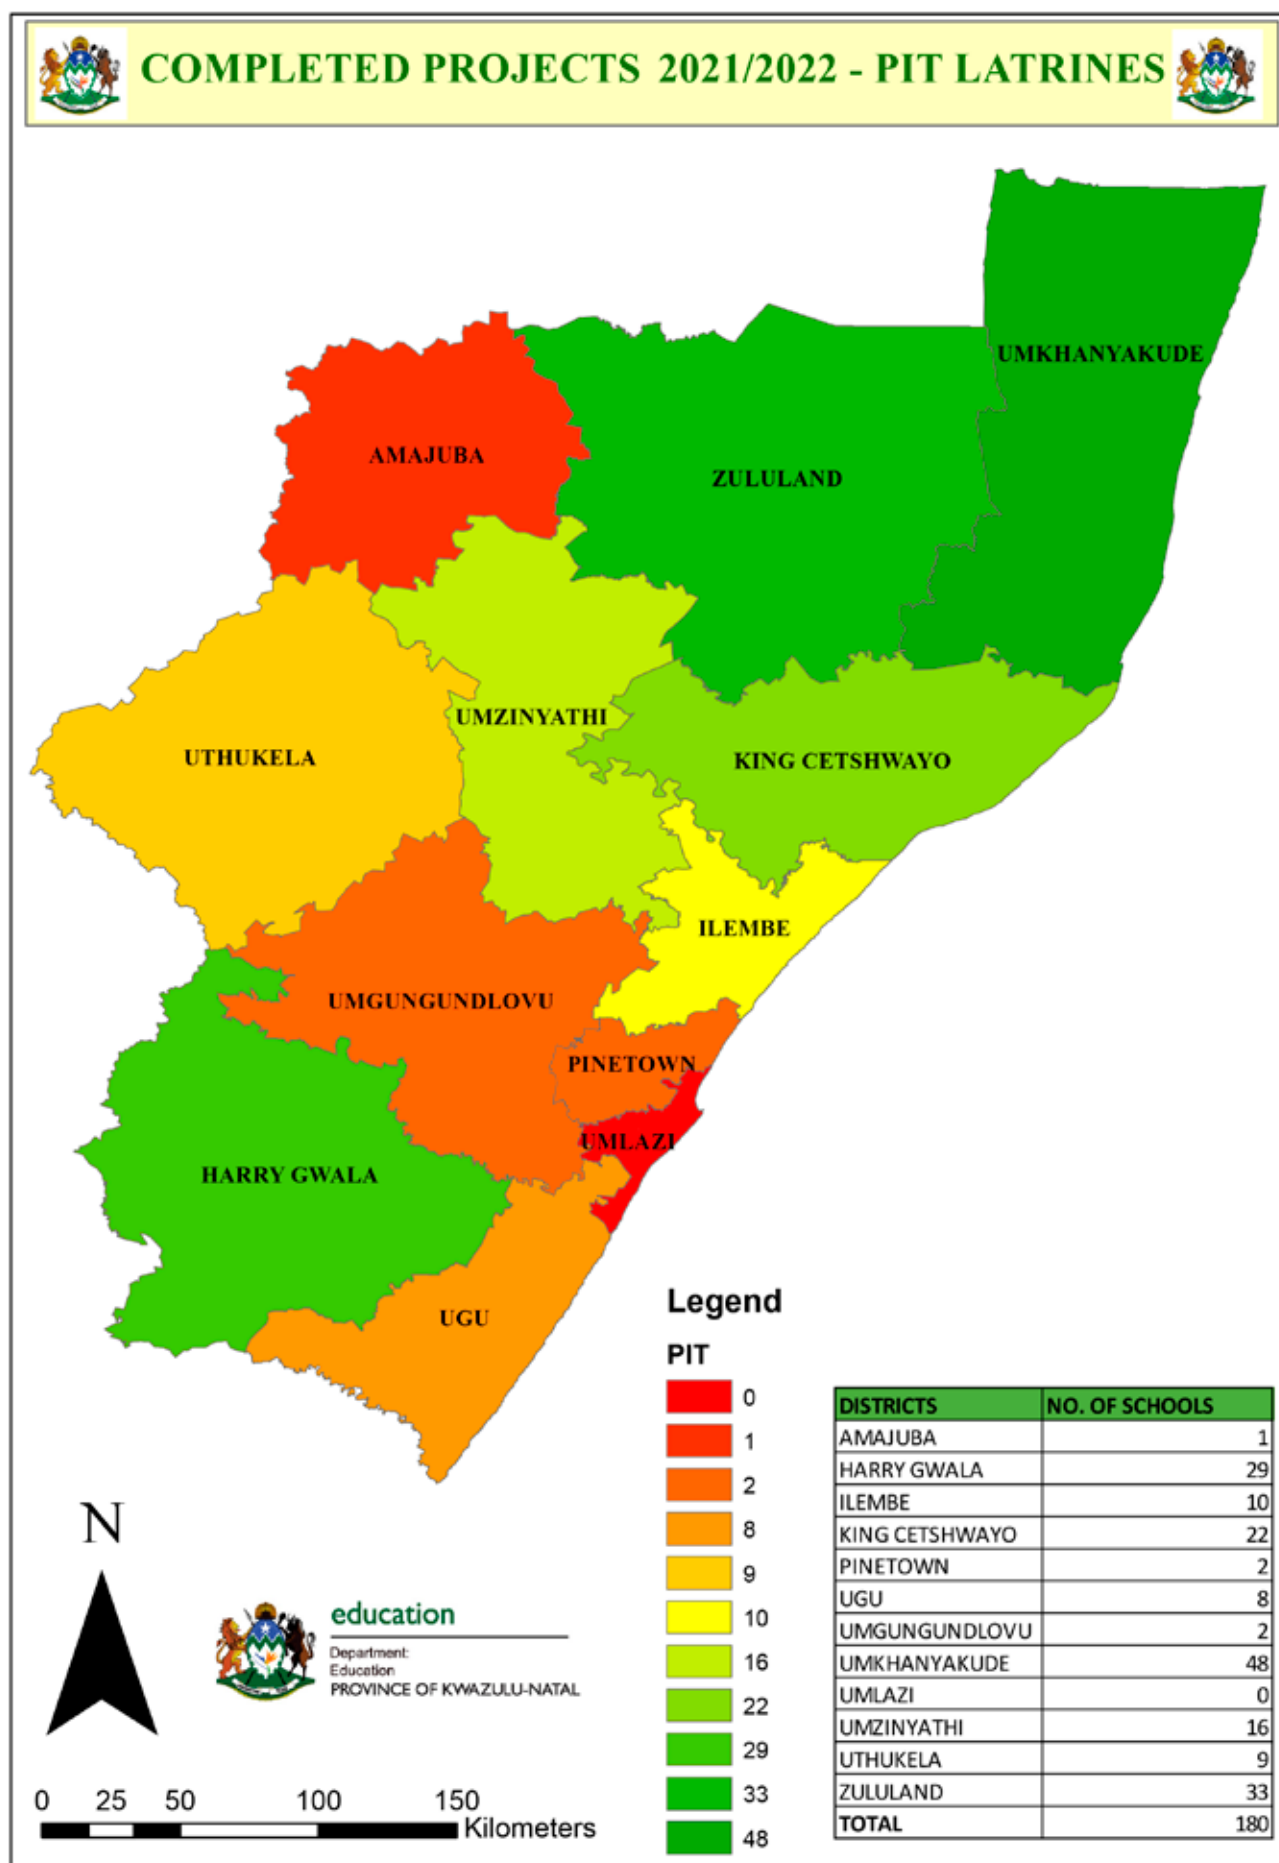 COMPLETED PROJECTS 2021/2022 - PIT LATRINES
UMKHANYAKUDE
AMAJUBA
ZULULAND
UMZINYATHI
UTHUKELA
KING CETSHWAYO
ILEMBE
UMGUNGUNDLOVU
PINETOWN
UMLAZI
HARRY GWALA
UGU
Legend
PIT
0
1
2
8
9
10
16
22
29
33
48
DISTRICTS NO. OF SCHOOLS
AMAJUBA 1
HARRY GWALA 29
ILEMBE 10
KING CETSHWAYO 22
PINETOWN 2
UGU 8
UMGUNGUNDLOVU 2
UMKHANYAKUDE 48
UMLAZI 0
UMZINYATHI 16
UTHUKELA 9
ZULULAND 33
TOTAL 180
N
education
Department:
Education
PROVINCE OF KWAZULU-NATAL
0 25 50 100 150
Kilometers